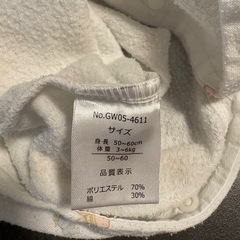 No.GW0S-4611
サイズ
身長 50~60cm
体重 3~6kg
50-60
品質表示
ポリエステル 70%
綿 30%